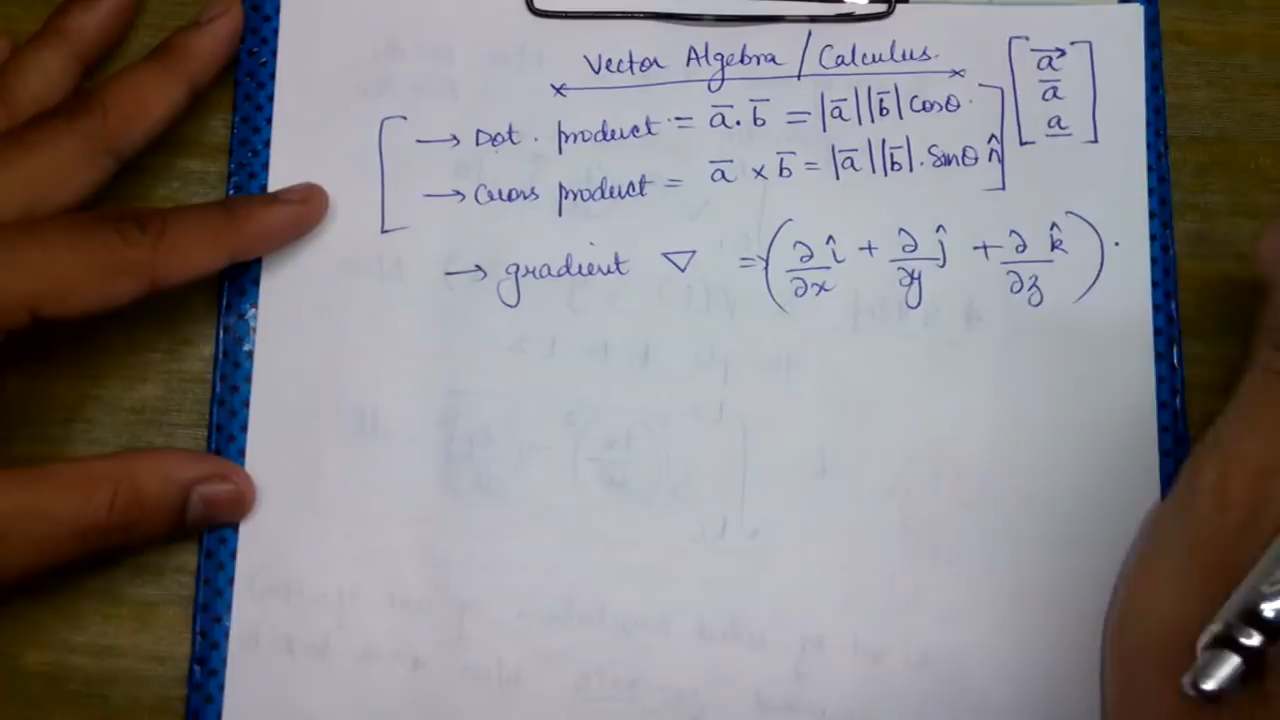 Vector Algebra / Calculus
→ Dot. product = a̅ . b̅ = |a̅||b̅| cosθ.
→ Cross product = a̅ × b̅ = |a̅||b̅| . Sinθ n̂
[ a⃗
a̅
a̲ ]
→ gradient ▽ = (∂/∂x î + ∂/∂y ĵ + ∂/∂z k̂) .